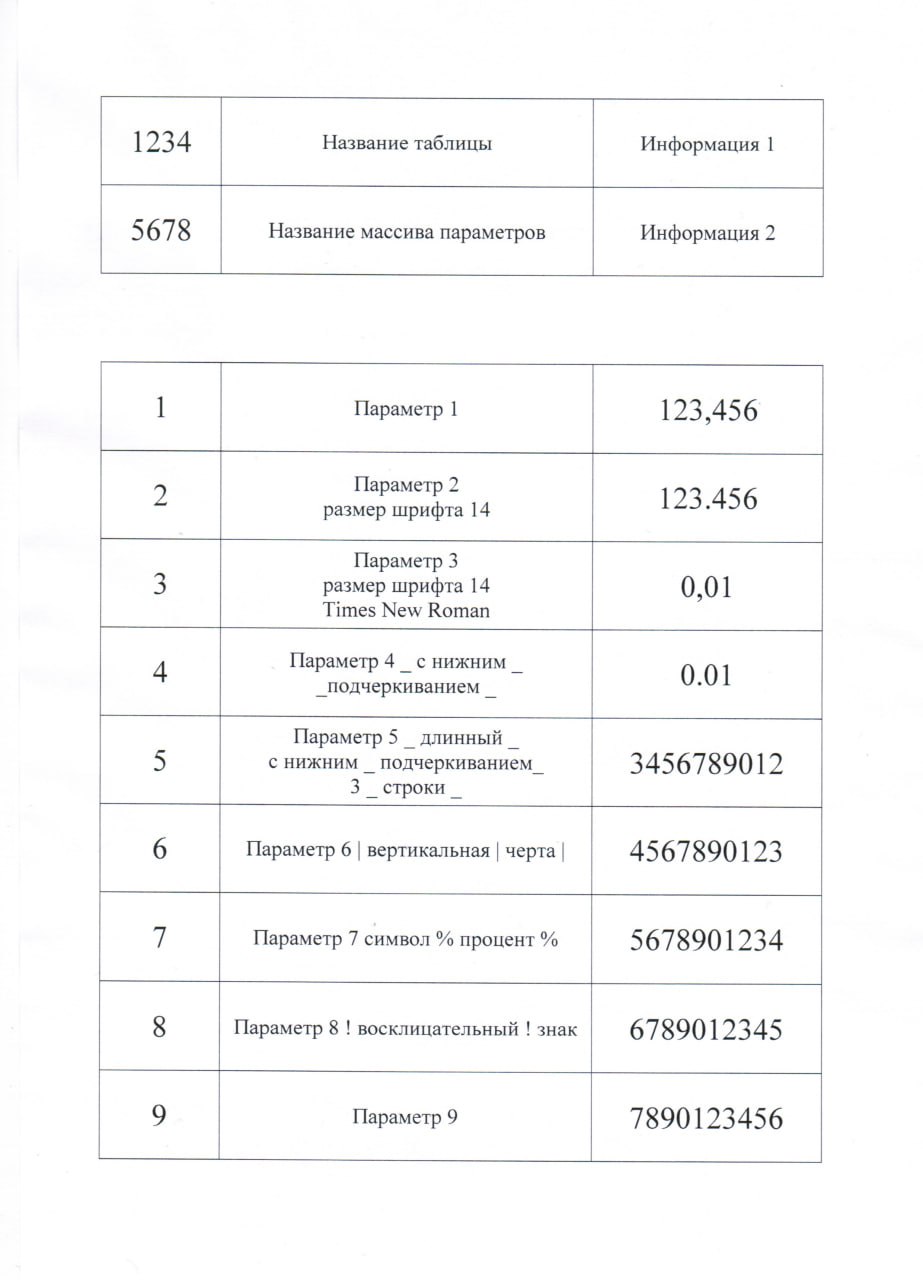 1234 Название таблицы Информация 1
5678 Название массива параметров Информация 2
1 Параметр 1 123,456
2 Параметр 2
размер шрифта 14 123.456
3 Параметр 3
размер шрифта 14
Times New Roman 0,01
4 Параметр 4 _ с нижним _
_подчеркиванием _ 0.01
5 Параметр 5 _ длинный _
с нижним _ подчеркиванием_
3 _ строки _ 3456789012
6 Параметр 6 | вертикальная | черта | 4567890123
7 Параметр 7 символ % процент % 5678901234
8 Параметр 8 ! восклицательный ! знак 6789012345
9 Параметр 9 7890123456